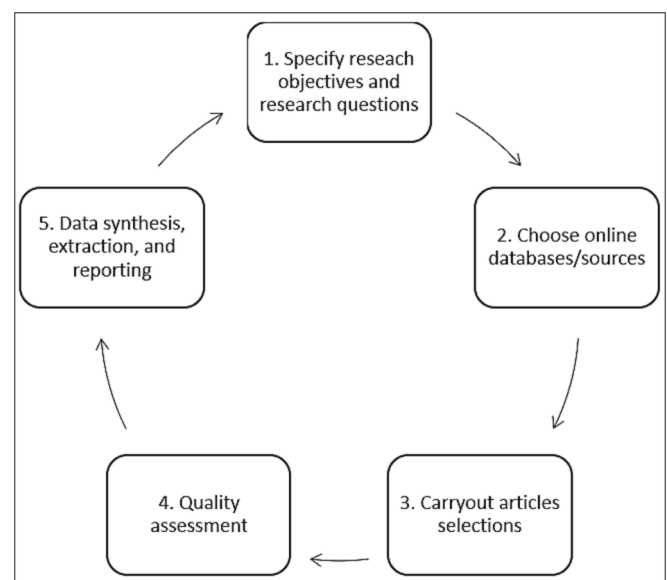 1. Specify reseach
objectives and
research questions
2. Choose online
databases/sources
3. Carryout articles
selections
4. Quality
assessment
5. Data synthesis,
extraction, and
reporting